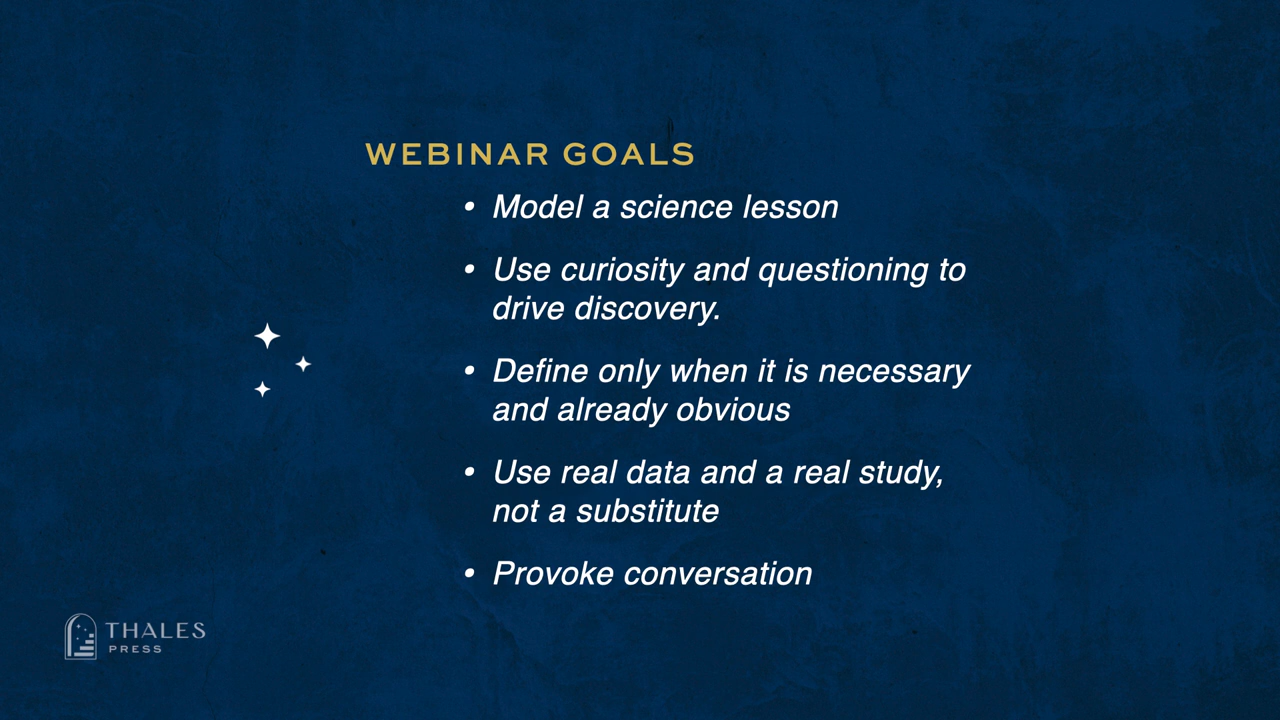 WEBINAR GOALS
• Model a science lesson
• Use curiosity and questioning to
drive discovery.
• Define only when it is necessary
and already obvious
• Use real data and a real study,
not a substitute
• Provoke conversation
THALES
PRESS